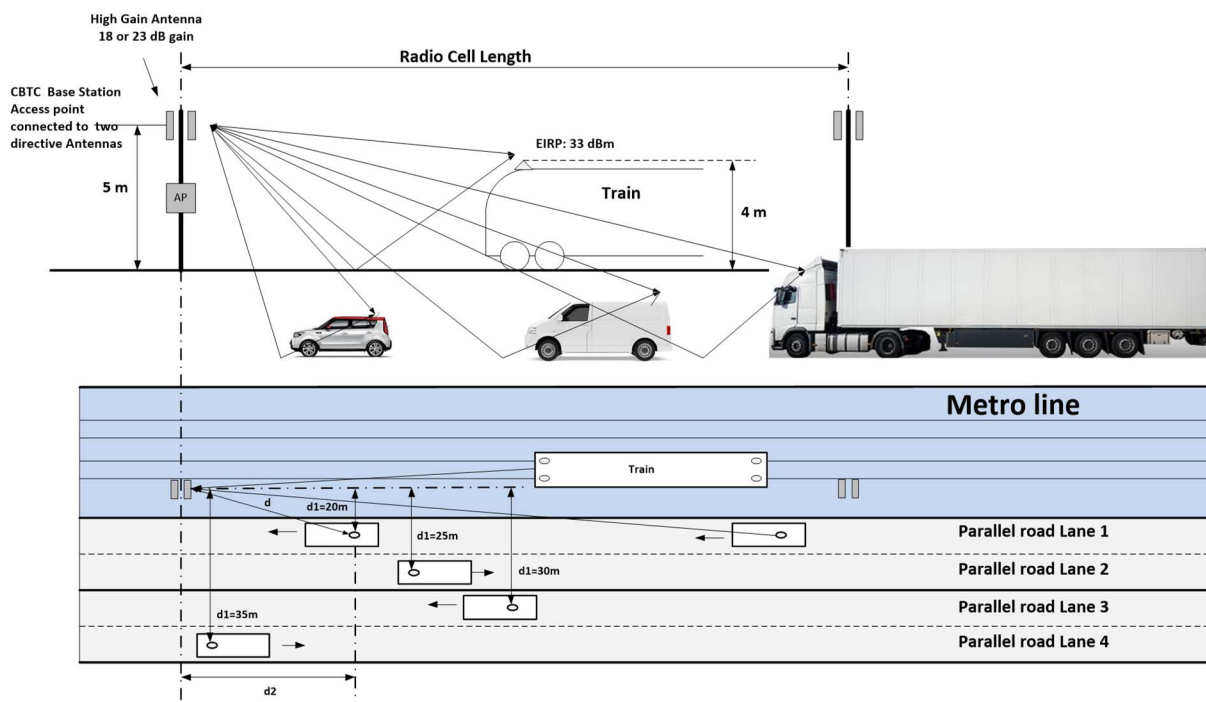 High Gain Antenna
18 or 23 dB gain
Radio Cell Length
CBTC Base Station
Access point
connected to two
directive Antennas
EIRP: 33 dBm
5 m
AP
Train
4 m
Metro line
Train
d
d1=20m
d1=25m
d1=30m
d1=35m
Parallel road Lane 1
Parallel road Lane 2
Parallel road Lane 3
Parallel road Lane 4
d2